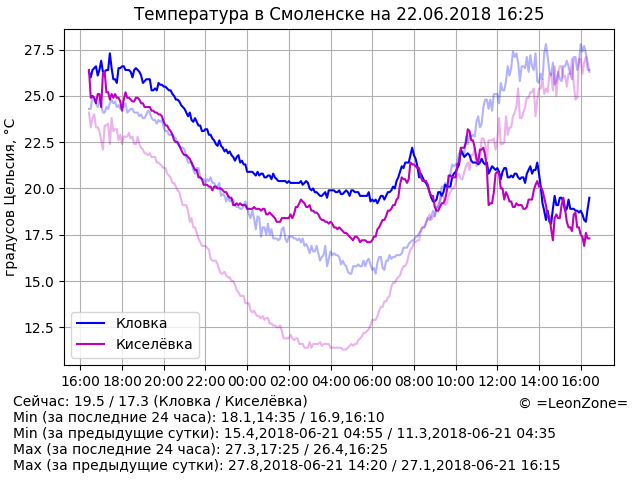 Температура в Смоленске на 22.06.2018 16:25
градусов Цельсия, °C
27.5
25.0
22.5
20.0
17.5
15.0
12.5
Кловка
Киселёвка
16:00 18:00 20:00 22:00 00:00 02:00 04:00 06:00 08:00 10:00 12:00 14:00 16:00
Сейчас: 19.5 / 17.3 (Кловка / Киселёвка)
© =LeonZone=
Min (за последние 24 часа): 18.1,14:35 / 16.9,16:10
Min (за предыдущие сутки): 15.4,2018-06-21 04:55 / 11.3,2018-06-21 04:35
Max (за последние 24 часа): 27.3,17:25 / 26.4,16:25
Max (за предыдущие сутки): 27.8,2018-06-21 14:20 / 27.1,2018-06-21 16:15